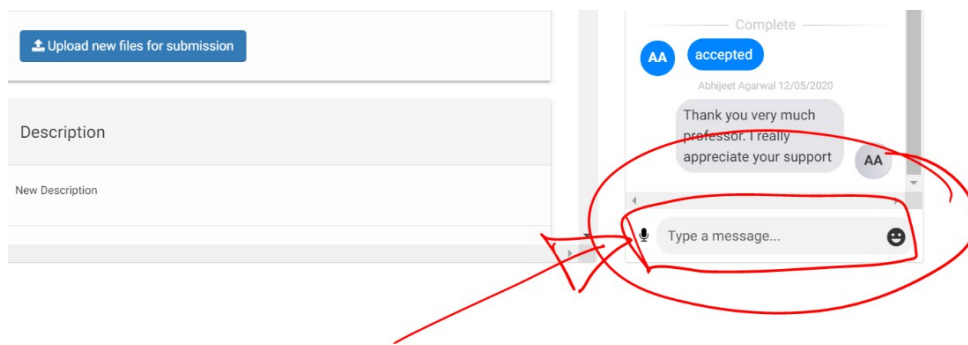 Upload new files for submission
Description
New Description
Complete
AA
accepted
Abhijeet Agarwal 12/05/2020
Thank you very much
professor. I really
appreciate your support
AA
Type a message...